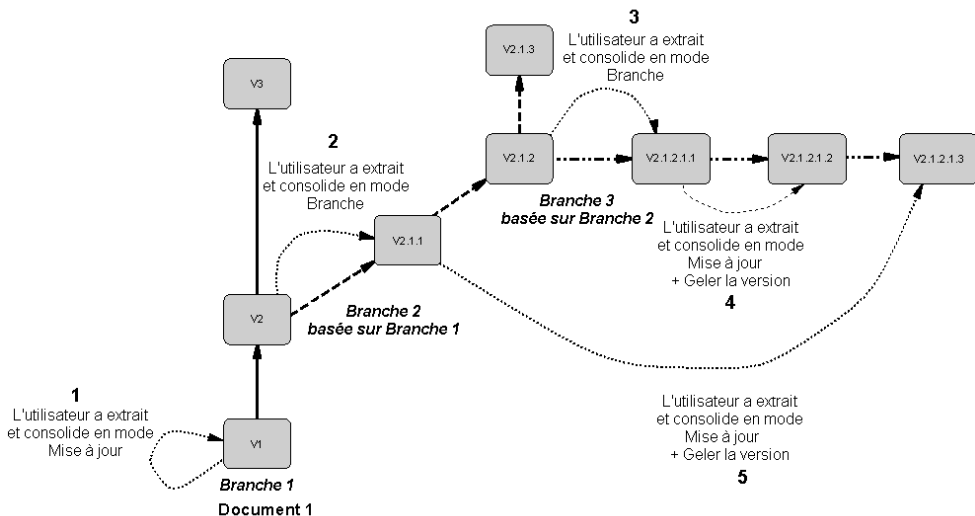 3
L'utilisateur a extrait
et consolide en mode
Branche
V2.1.3
V3
2
L'utilisateur a extrait
et consolide en mode
Branche
V2.1.2
V2.1.2.1.1
V2.1.2.1.2
V2.1.2.1.3
Branche 3
basée sur Branche 2
V2.1.1
L'utilisateur a extrait
et consolide en mode
Mise à jour
+ Geler la version
4
V2
Branche 2
basée sur Branche 1
1
L'utilisateur a extrait
et consolide en mode
Mise à jour
V1
L'utilisateur a extrait
et consolide en mode
Mise à jour
+ Geler la version
5
Branche 1
Document 1